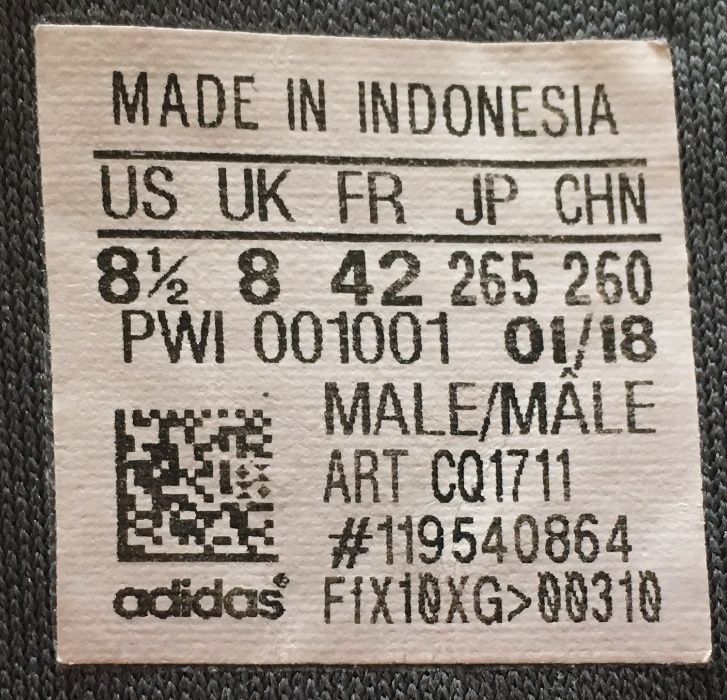 MADE IN INDONESIA
US UK FR JP CHN
8½ 8 42 265 260
PWI 001001 01/18
MALE/MÂLE
ART CQ1711
#119540864
adidas® F1X10XG>00310